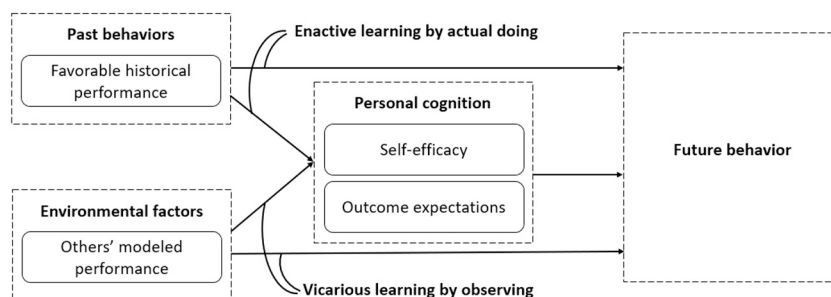 Past behaviors
Favorable historical
performance
Enactive learning by actual doing
Personal cognition
Self-efficacy
Outcome expectations
Future behavior
Environmental factors
Others’ modeled
performance
Vicarious learning by observing